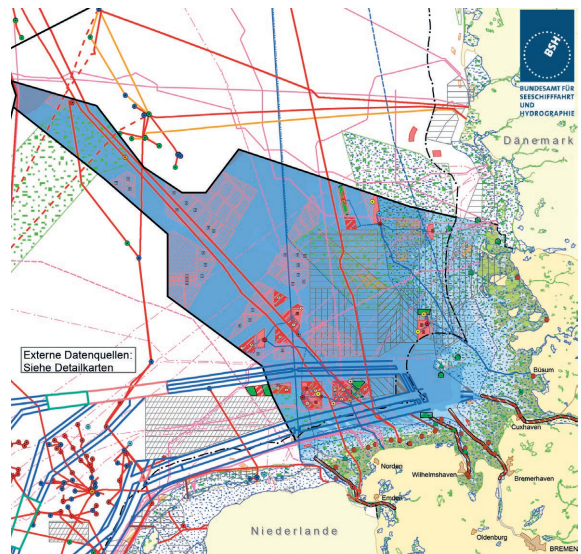 BSH
BUNDESAMT FÜR
SEESCHIFFFAHRT
UND
HYDROGRAPHIE
Dänemark
Externe Datenquellen:
Siehe Detailkarten
Büsum
Cuxhaven
Norden
Wilhelmshaven
Bremerhaven
Emden
Niederlande
Oldenburg
BREMEN